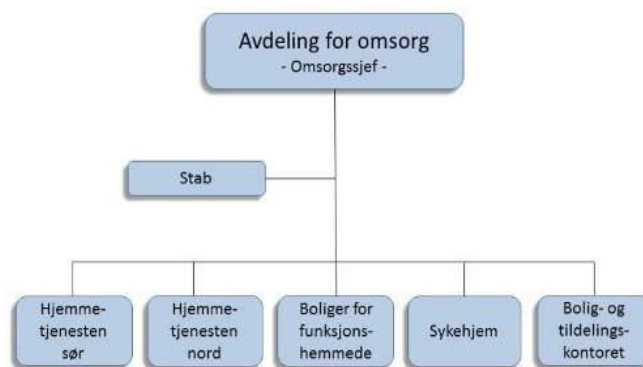 Avdeling for omsorg
- Omsorgssjef -
Stab
Hjemme-
tjenesten
sør
Hjemme-
tjenesten
nord
Boliger for
funksjons-
hemmede
Sykehjem
Bolig- og
tildelings-
kontoret